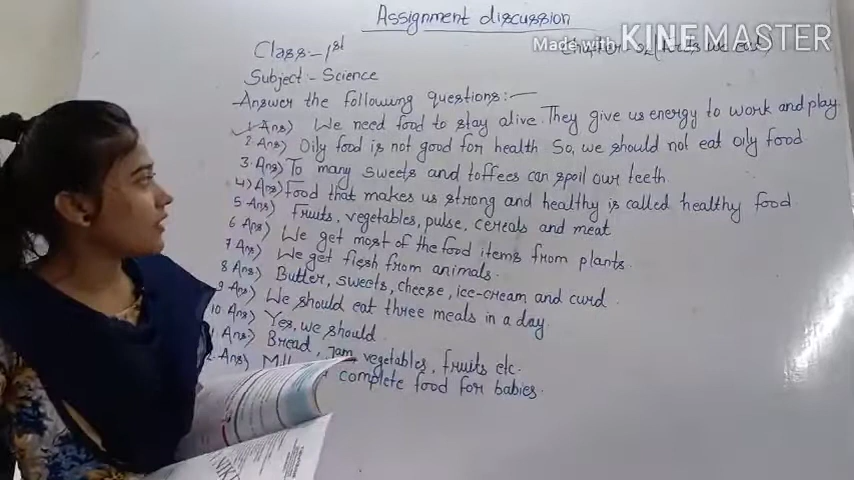 Assignment discussion
Made with KINEMASTER
Class:- 1st
Subject - Science
Answer the following questions:-
1 Ans) We need food to stay alive. They give us energy to work and play
2. Ans) Oily food is not good for health So, we should not eat oily food
3. Ans) To many sweets and toffees can spoil our teeth.
4) Ans) Food that makes us strong and healthy is called healthy food.
5 Ans) Fruits, vegetables, pulse, cereals and meat
6 Ans) We get most of the food items from plants.
7 Ans) We get flesh from animals.
8 Ans) Butter, sweets, cheese, ice-cream and curd.
9. Ans) We should eat three meals in a day
10 Ans) Yes, we should.
1. Ans) Bread, Jam, vegetables, fruits etc.
2. Ans) complete food for babies.